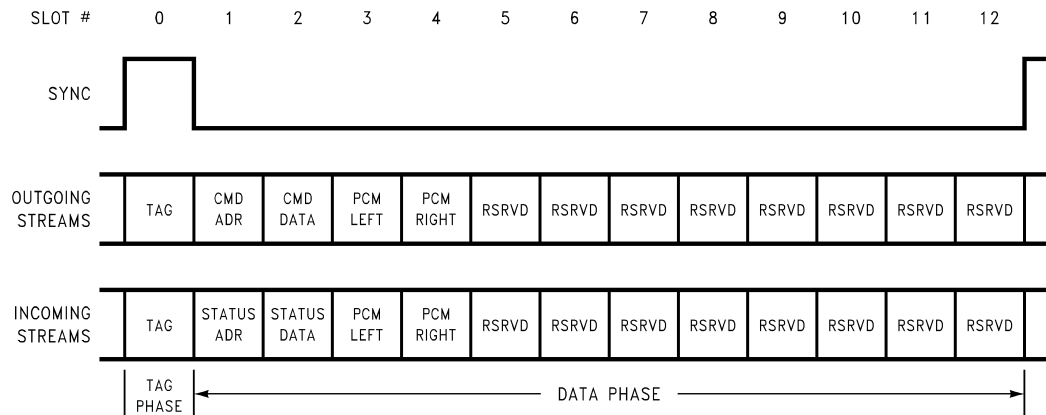 SLOT # 0 1 2 3 4 5 6 7 8 9 10 11 12
SYNC
OUTGOING
STREAMS
TAG
CMD
ADR
CMD
DATA
PCM
LEFT
PCM
RIGHT
RSRVD RSRVD RSRVD RSRVD RSRVD RSRVD RSRVD RSRVD
INCOMING
STREAMS
TAG
STATUS
ADR
STATUS
DATA
PCM
LEFT
PCM
RIGHT
RSRVD RSRVD RSRVD RSRVD RSRVD RSRVD RSRVD RSRVD
TAG
PHASE
DATA PHASE